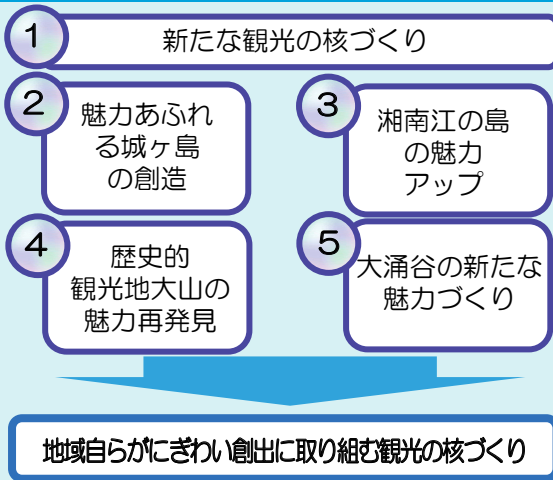 1
新たな観光の核づくり
2
魅力あふれ
る城ヶ島
の創造
3
湘南江の島
の魅力
アップ
4
歴史的
観光地大山の
魅力再発見
5
大涌谷の新たな
魅力づくり
地域自らがにぎわい創出に取り組む観光の核づくり